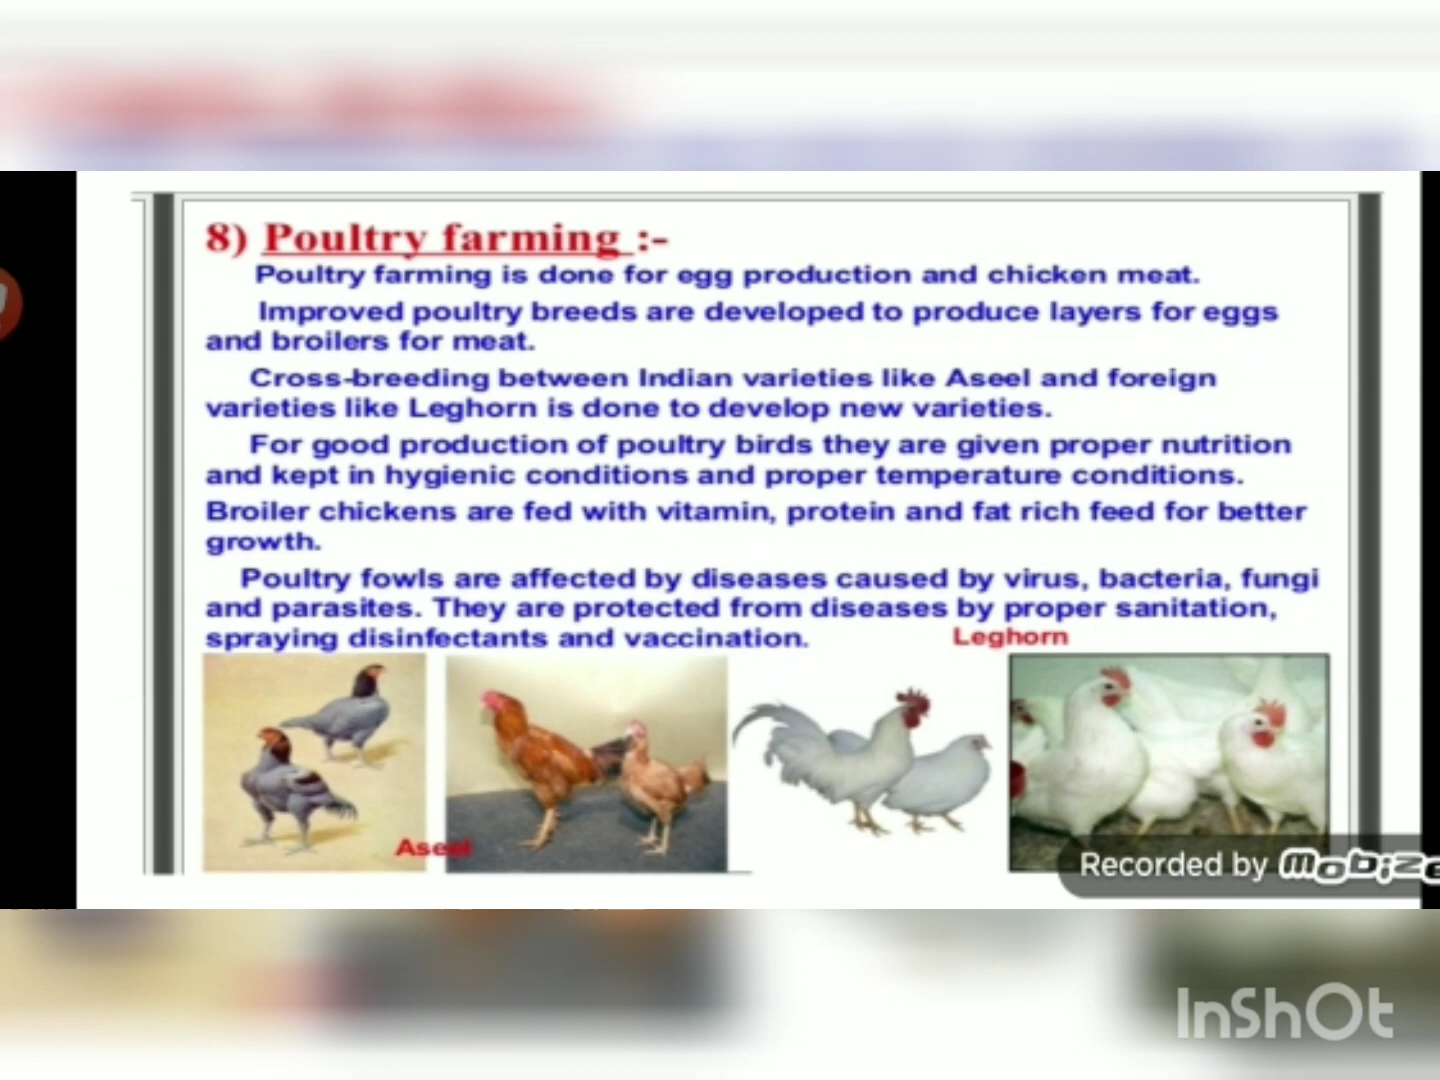 8) Poultry farming :-
Poultry farming is done for egg production and chicken meat.
Improved poultry breeds are developed to produce layers for eggs
and broilers for meat.
Cross-breeding between Indian varieties like Aseel and foreign
varieties like Leghorn is done to develop new varieties.
For good production of poultry birds they are given proper nutrition
and kept in hygienic conditions and proper temperature conditions.
Broiler chickens are fed with vitamin, protein and fat rich feed for better
growth.
Poultry fowls are affected by diseases caused by virus, bacteria, fungi
and parasites. They are protected from diseases by proper sanitation,
spraying disinfectants and vaccination.
Leghorn
Aseel
Recorded by mobize
InShOt